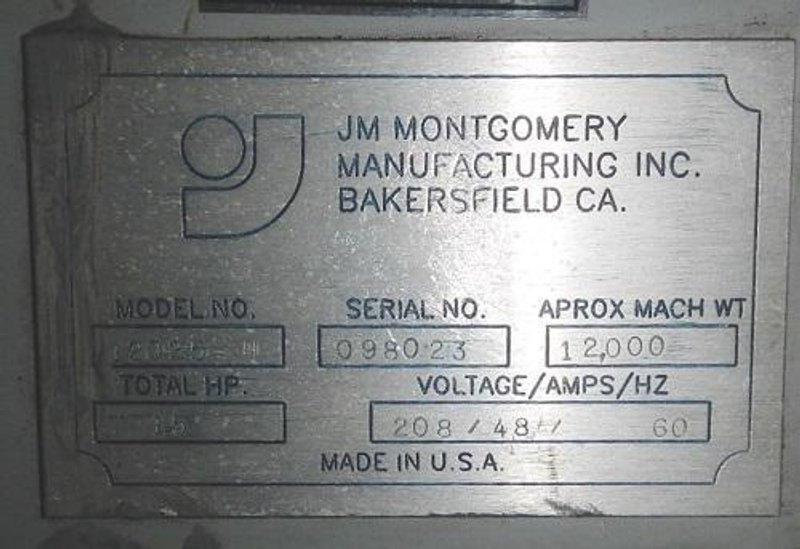 JM MONTGOMERY
MANUFACTURING INC.
BAKERSFIELD CA.
MODEL NO. SERIAL NO. APROX MACH WT
098023 12,000
TOTAL HP. VOLTAGE/AMPS/HZ
15 208 / 48 / 60
MADE IN U.S.A.